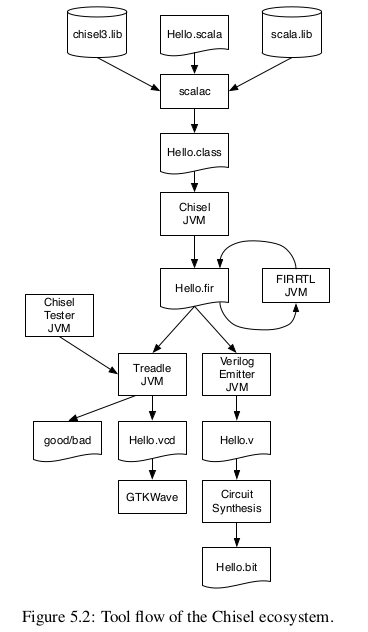 chisel3.lib
Hello.scala
scala.lib
scalac
Hello.class
Chisel
JVM
Hello.fir
FIRRTL
JVM
Chisel
Tester
JVM
Treadle
JVM
Verilog
Emitter
JVM
good/bad
Hello.vcd
Hello.v
GTKWave
Circuit
Synthesis
Hello.bit
Figure 5.2: Tool flow of the Chisel ecosystem.